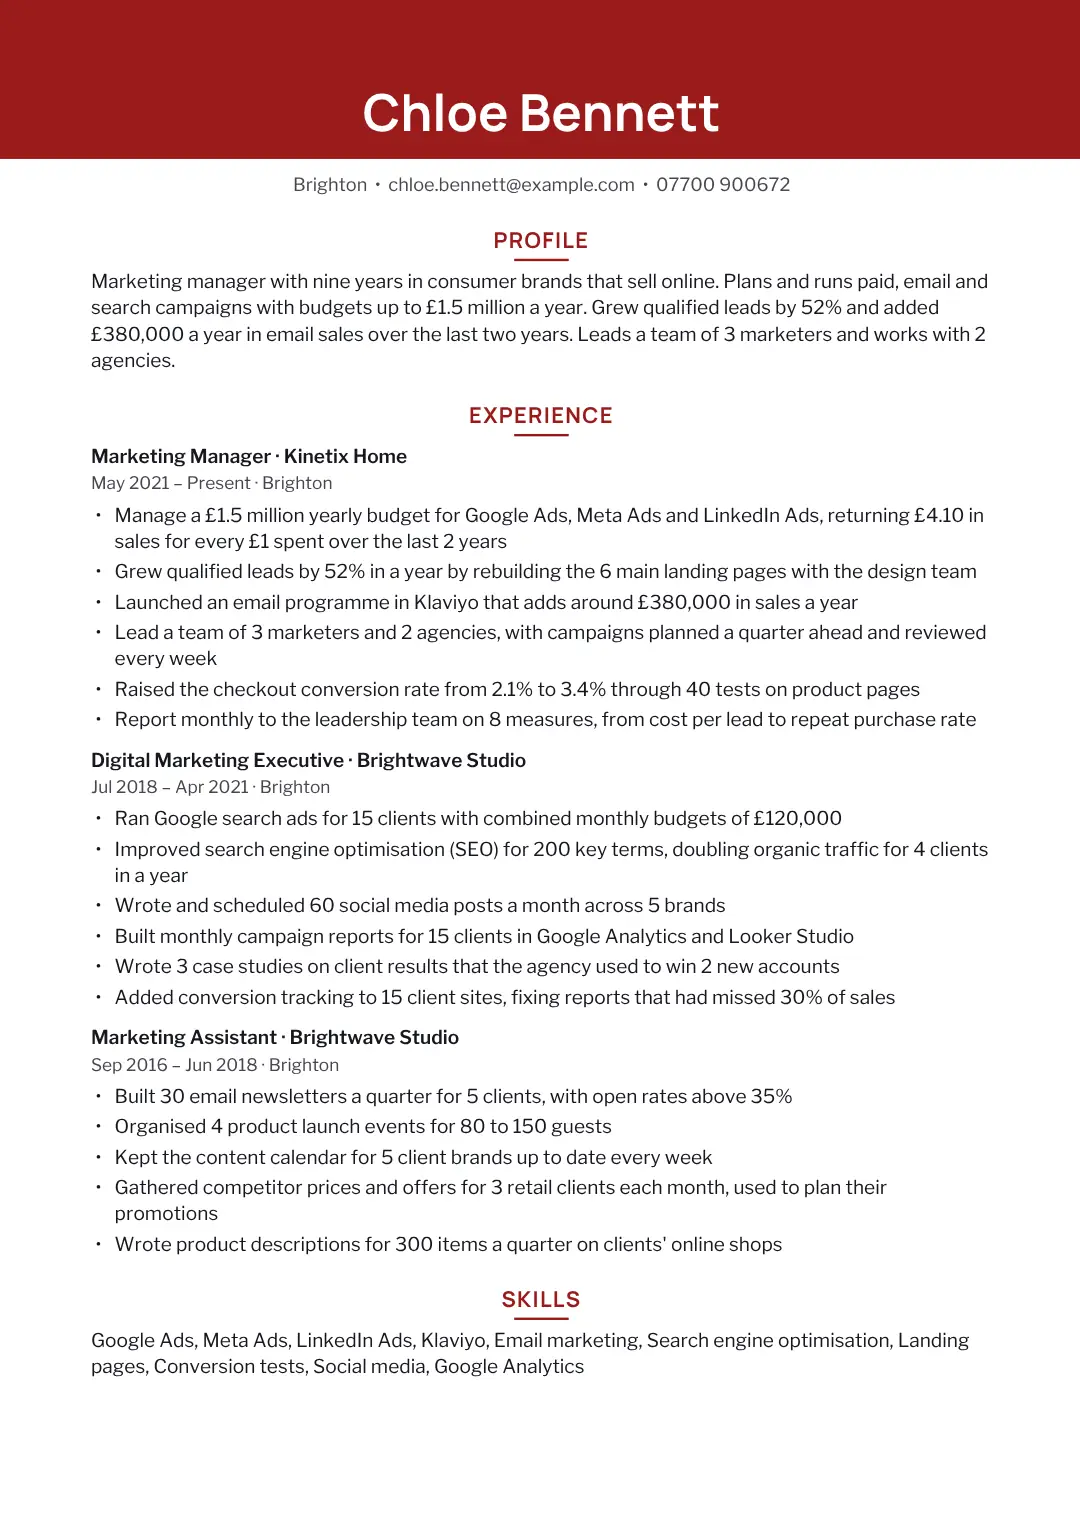 Chloe Bennett
Brighton • chloe.bennett@example.com • 07700 900672
PROFILE
Marketing manager with nine years in consumer brands that sell online. Plans and runs paid, email and
search campaigns with budgets up to £1.5 million a year. Grew qualified leads by 52% and added
£380,000 a year in email sales over the last two years. Leads a team of 3 marketers and works with 2
agencies.
EXPERIENCE
Marketing Manager · Kinetix Home
May 2021 – Present · Brighton
• Manage a £1.5 million yearly budget for Google Ads, Meta Ads and LinkedIn Ads, returning £4.10 in
sales for every £1 spent over the last 2 years
• Grew qualified leads by 52% in a year by rebuilding the 6 main landing pages with the design team
• Launched an email programme in Klaviyo that adds around £380,000 in sales a year
• Lead a team of 3 marketers and 2 agencies, with campaigns planned a quarter ahead and reviewed
every week
• Raised the checkout conversion rate from 2.1% to 3.4% through 40 tests on product pages
• Report monthly to the leadership team on 8 measures, from cost per lead to repeat purchase rate
Digital Marketing Executive · Brightwave Studio
Jul 2018 – Apr 2021 · Brighton
• Ran Google search ads for 15 clients with combined monthly budgets of £120,000
• Improved search engine optimisation (SEO) for 200 key terms, doubling organic traffic for 4 clients
in a year
• Wrote and scheduled 60 social media posts a month across 5 brands
• Built monthly campaign reports for 15 clients in Google Analytics and Looker Studio
• Wrote 3 case studies on client results that the agency used to win 2 new accounts
• Added conversion tracking to 15 client sites, fixing reports that had missed 30% of sales
Marketing Assistant · Brightwave Studio
Sep 2016 – Jun 2018 · Brighton
• Built 30 email newsletters a quarter for 5 clients, with open rates above 35%
• Organised 4 product launch events for 80 to 150 guests
• Kept the content calendar for 5 client brands up to date every week
• Gathered competitor prices and offers for 3 retail clients each month, used to plan their
promotions
• Wrote product descriptions for 300 items a quarter on clients' online shops
SKILLS
Google Ads, Meta Ads, LinkedIn Ads, Klaviyo, Email marketing, Search engine optimisation, Landing
pages, Conversion tests, Social media, Google Analytics